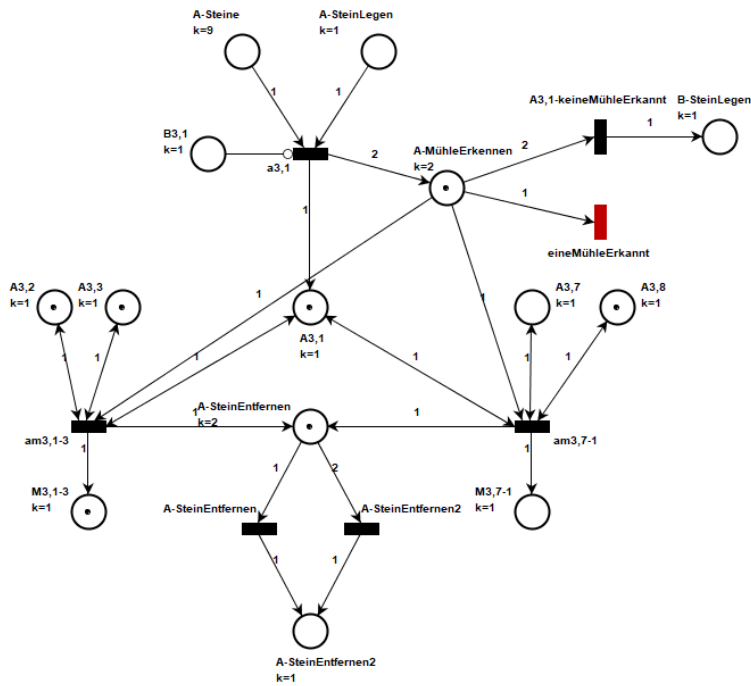 A-Steine
k=9
A-SteinLegen
k=1
1
1
B3,1
k=1
a3,1
2
A-MühleErkennen
k=2
A3,1-keineMühleErkannt
2
1
B-SteinLegen
k=1
1
eineMühleErkannt
1
A3,2
k=1
A3,3
k=1
1
1
A3,7
k=1
A3,8
k=1
A3,1
k=1
1
1
1
1
1
1
am3,1-3
1
A-SteinEntfernen
k=2
1
am3,7-1
1
1
M3,1-3
k=1
1
2
M3,7-1
k=1
A-SteinEntfernen
A-SteinEntfernen2
1
1
A-SteinEntfernen2
k=1